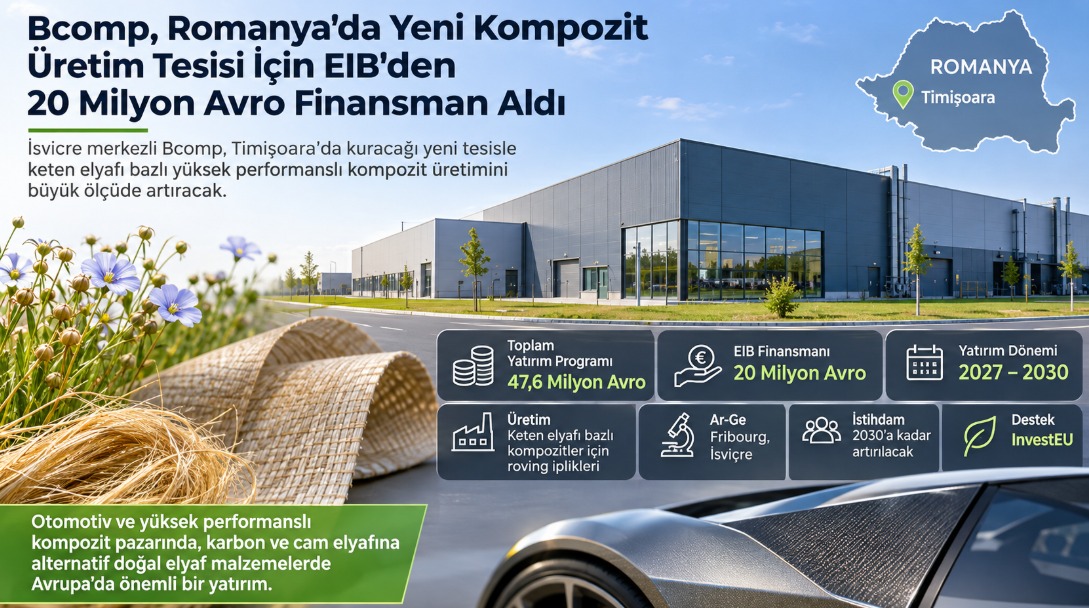 Bcomp, Romanya’da Yeni Kompozit
Üretim Tesisi İçin EIB’den
20 Milyon Avro Finansman Aldı
İsvicre merkezli Bcomp, Timişoara’da kuracağı yeni tesisle
keten elyafı bazlı yüksek performanslı kompozit üretimini
büyük ölçüde artıracak.
ROMANYA
Timişoara
Toplam
Yatırım Programı
47,6 Milyon Avro
EIB Finansmanı
20 Milyon Avro
Yatırım Dönemi
2027 – 2030
Üretim
Keten elyafı bazlı
kompozitler için
roving iplikleri
Ar-Ge
Fribourg,
İsviçre
İstihdam
2030’a kadar
artırılacak
Destek
InvestEU
Otomotiv ve yüksek performanslı
kompozit pazarında, karbon ve cam elyafına
alternatif doğal elyaf malzemelerde
Avrupa’da önemli bir yatırım.